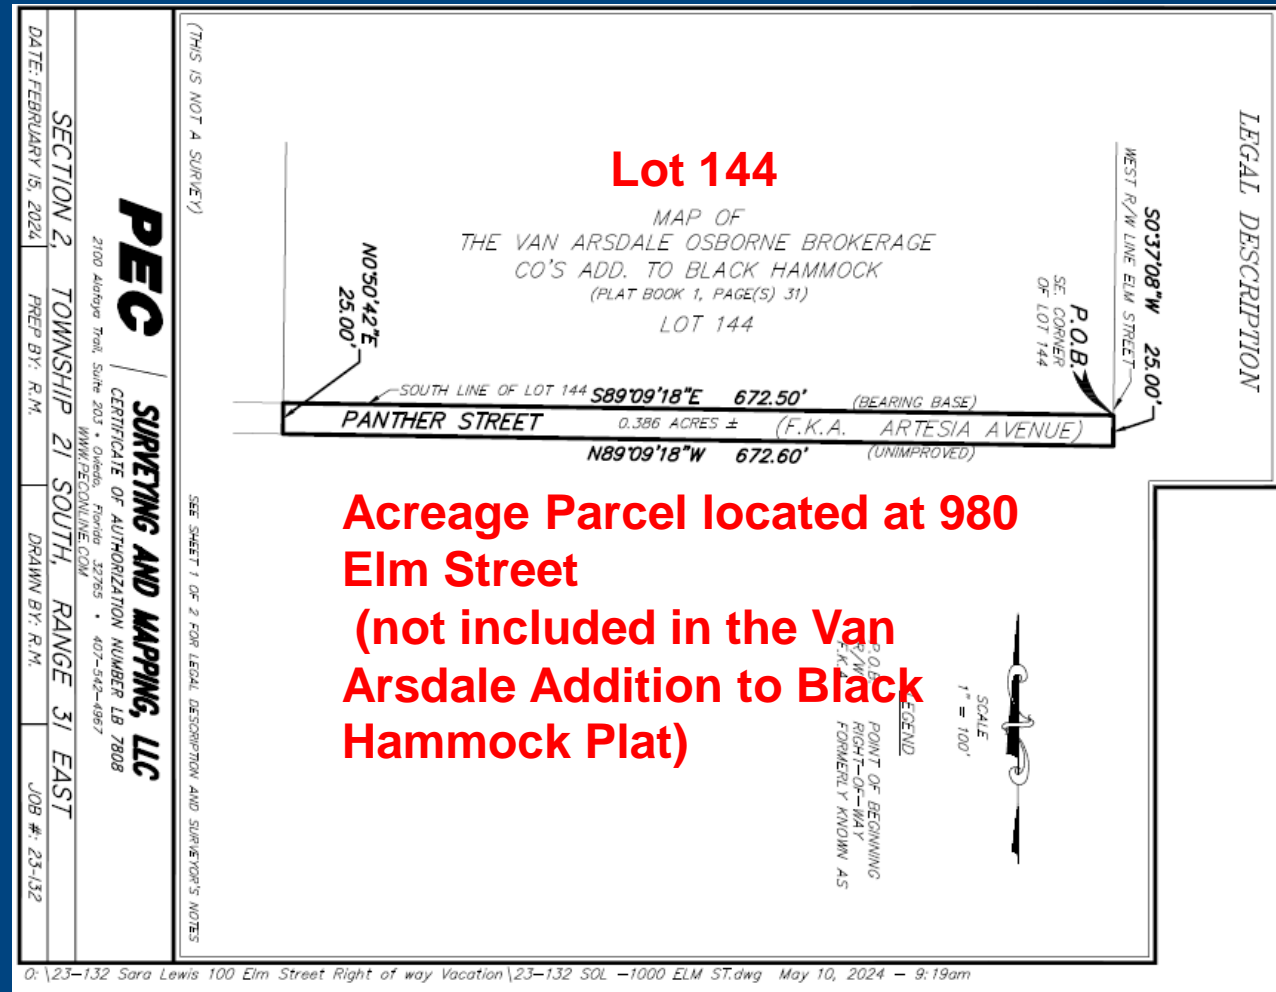 LEGAL DESCRIPTION
Lot 144
MAP OF
THE VAN ARSDALE OSBORNE BROKERAGE
CO'S ADD. TO BLACK HAMMOCK
(PLAT BOOK 1, PAGE(S) 31)
LOT 144
S0°37'08"W 25.00'
WEST R/W LINE ELM STREET
P.O.B.
SE. CORNER
OF LOT 144
N0°50'42"E
25.00'
SOUTH LINE OF LOT 144 S89°09'18"E 672.50' (BEARING BASE)
PANTHER STREET 0.386 ACRES ± (F.K.A. ARTESIA AVENUE)
N89°09'18"W 672.60' (UNIMPROVED)
Acreage Parcel located at 980
Elm Street
(not included in the Van
Arsdale Addition to Black
Hammock Plat)
SCALE
1" = 100'
LEGEND
P.O.B. POINT OF BEGINNING
R/W RIGHT-OF-WAY
F.K.A. FORMERLY KNOWN AS
(THIS IS NOT A SURVEY)
SEE SHEET 1 OF 2 FOR LEGAL DESCRIPTION AND SURVEYOR'S NOTES
PEC
SURVEYING AND MAPPING, LLC
CERTIFICATE OF AUTHORIZATION NUMBER LB 7808
WWW.PECONLINE.COM
2100 Alafaya Trail, Suite 203 • Oviedo, Florida 32765 • 407-542-4967
SECTION 2, TOWNSHIP 21 SOUTH, RANGE 31 EAST
DATE: FEBRUARY 15, 2024 PREP BY: R.M. DRAWN BY: R.M. JOB #: 23-132
O:\23-132 Sara Lewis 100 Elm Street Right of way Vacation\23-132 SOL -1000 ELM ST.dwg May 10, 2024 - 9:19am